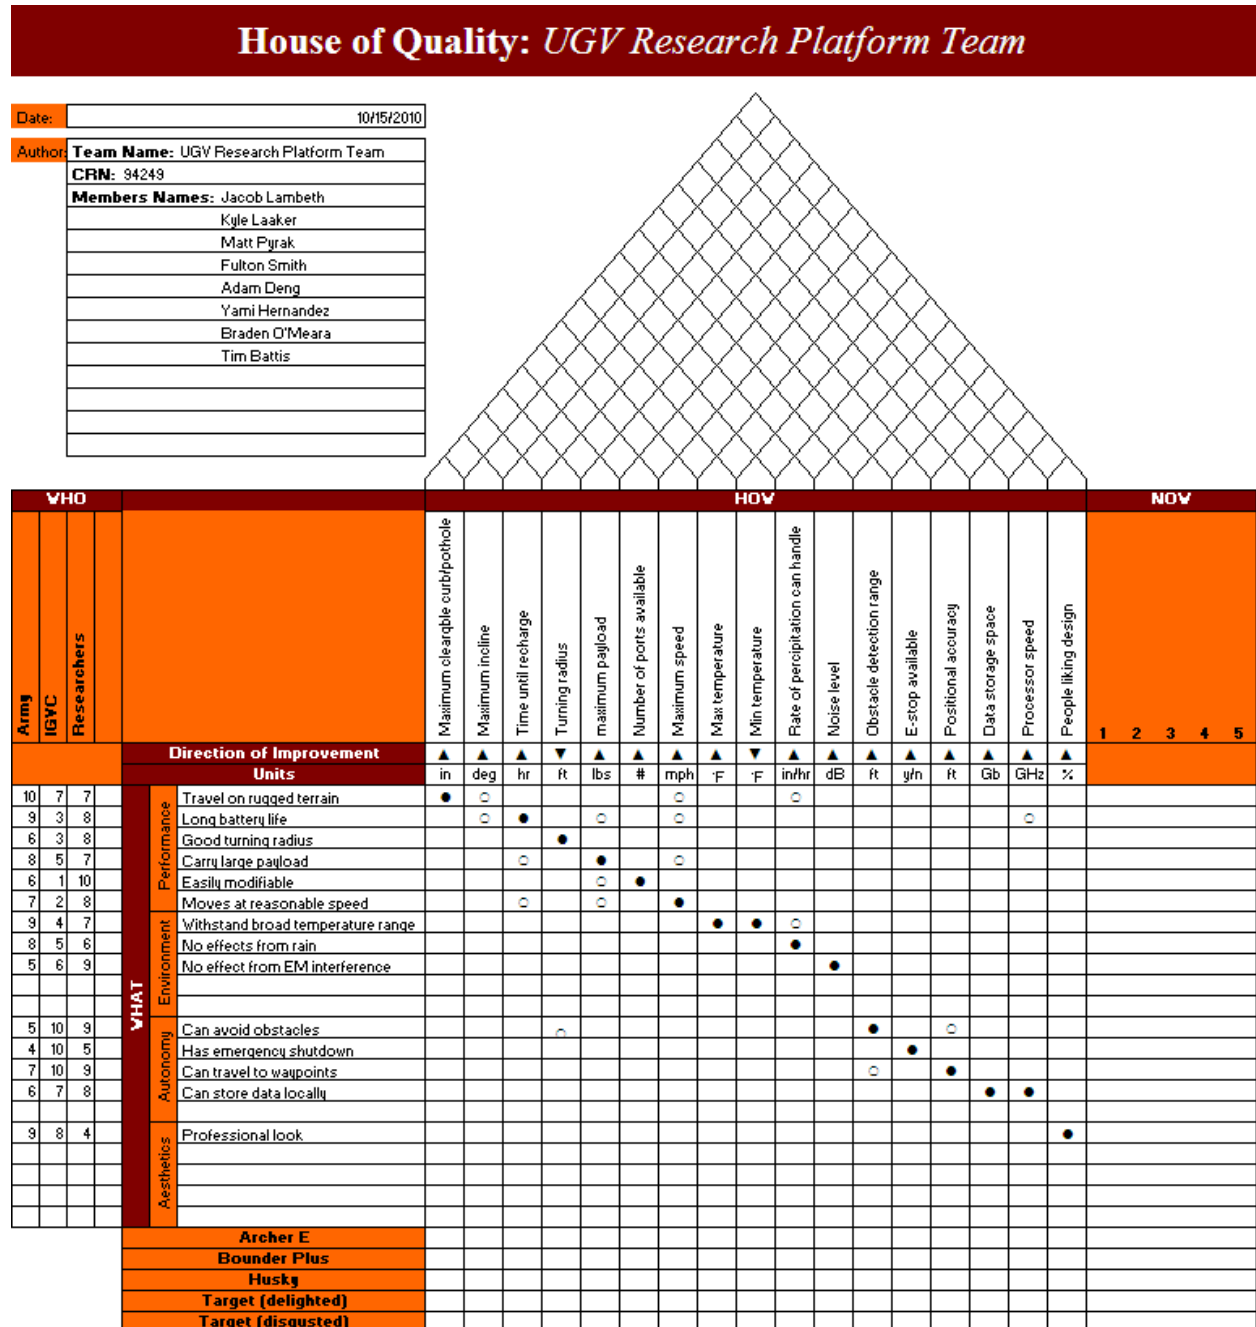 House of Quality: UGV Research Platform Team
Date: 10/15/2010
Author: Team Name: UGV Research Platform Team
CRN: 94249
Members Names: Jacob Lambeth
Kyle Laaker
Matt Pyrak
Fulton Smith
Adam Deng
Yami Hernandez
Braden O'Meara
Tim Battis
WHO HOW NOW
Army
IGVC
Researchers
Maximum clearqble curb/pothole
Maximum incline
Time until recharge
Turning radius
maximum payload
Number of ports available
Maximum speed
Max temperature
Min temperature
Rate of percipitation can handle
Noise level
Obstacle detection range
E-stop available
Positional accuracy
Data storage space
Processor speed
People liking design
1 2 3 4 5
Direction of Improvement ▲ ▲ ▲ ▼ ▲ ▲ ▲ ▲ ▼ ▲ ▲ ▲ ▲ ▲ ▲ ▲ ▲
Units in deg hr ft lbs # mph °F °F in/hr dB ft y/n ft Gb GHz %
WHAT
Performance
10 7 7 Travel on rugged terrain ● ○ ○ ○
9 3 8 Long battery life ○ ● ○ ○ ○
6 3 8 Good turning radius ●
8 5 7 Carry large payload ○ ● ○
6 1 10 Easily modifiable ○ ●
7 2 8 Moves at reasonable speed ○ ○ ●
Environment
9 4 7 Withstand broad temperature range ● ● ○
8 5 6 No effects from rain ●
5 6 9 No effect from EM interference ●
Autonomy
5 10 9 Can avoid obstacles ○ ● ○
4 10 5 Has emergency shutdown ●
7 10 9 Can travel to waypoints ○ ●
6 7 8 Can store data locally ● ●
Aesthetics
9 8 4 Professional look ●
Archer E
Bounder Plus
Husky
Target (delighted)
Target (disgusted)